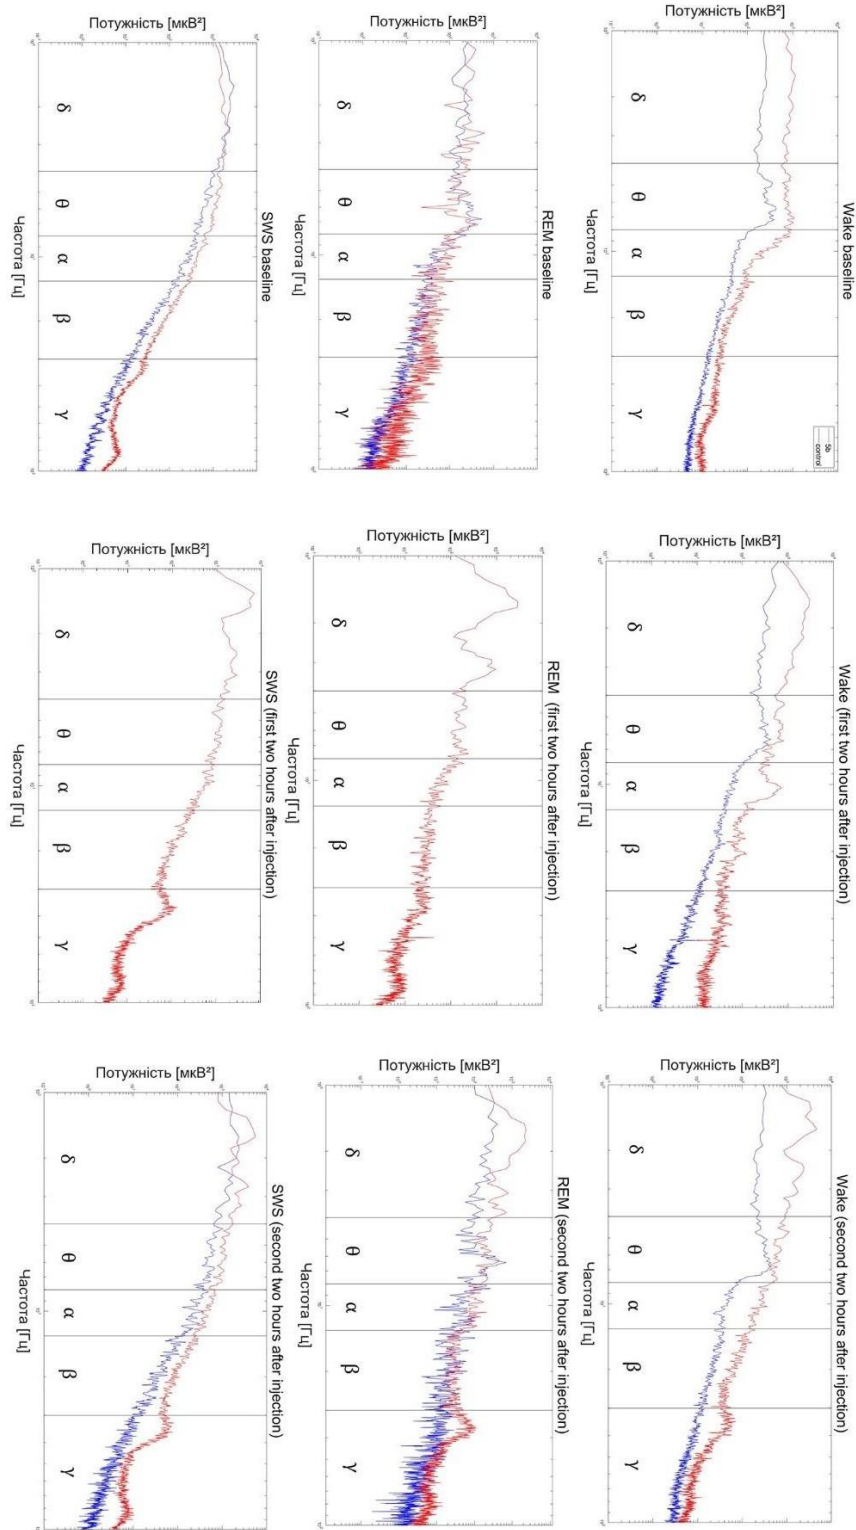 Wake baseline
control
Потужність [мкВ²]
δ θ α β γ
Частота [Гц]
Wake (first two hours after injection)
Потужність [мкВ²]
δ θ α β γ
Частота [Гц]
Wake (second two hours after injection)
Потужність [мкВ²]
δ θ α β γ
Частота [Гц]
REM baseline
Потужність [мкВ²]
δ θ α β γ
Частота [Гц]
REM (first two hours after injection)
Потужність [мкВ²]
δ θ α β γ
Частота [Гц]
REM (second two hours after injection)
Потужність [мкВ²]
δ θ α β γ
Частота [Гц]
SWS baseline
Потужність [мкВ²]
δ θ α β γ
Частота [Гц]
SWS (first two hours after injection)
Потужність [мкВ²]
δ θ α β γ
Частота [Гц]
SWS (second two hours after injection)
Потужність [мкВ²]
δ θ α β γ
Частота [Гц]